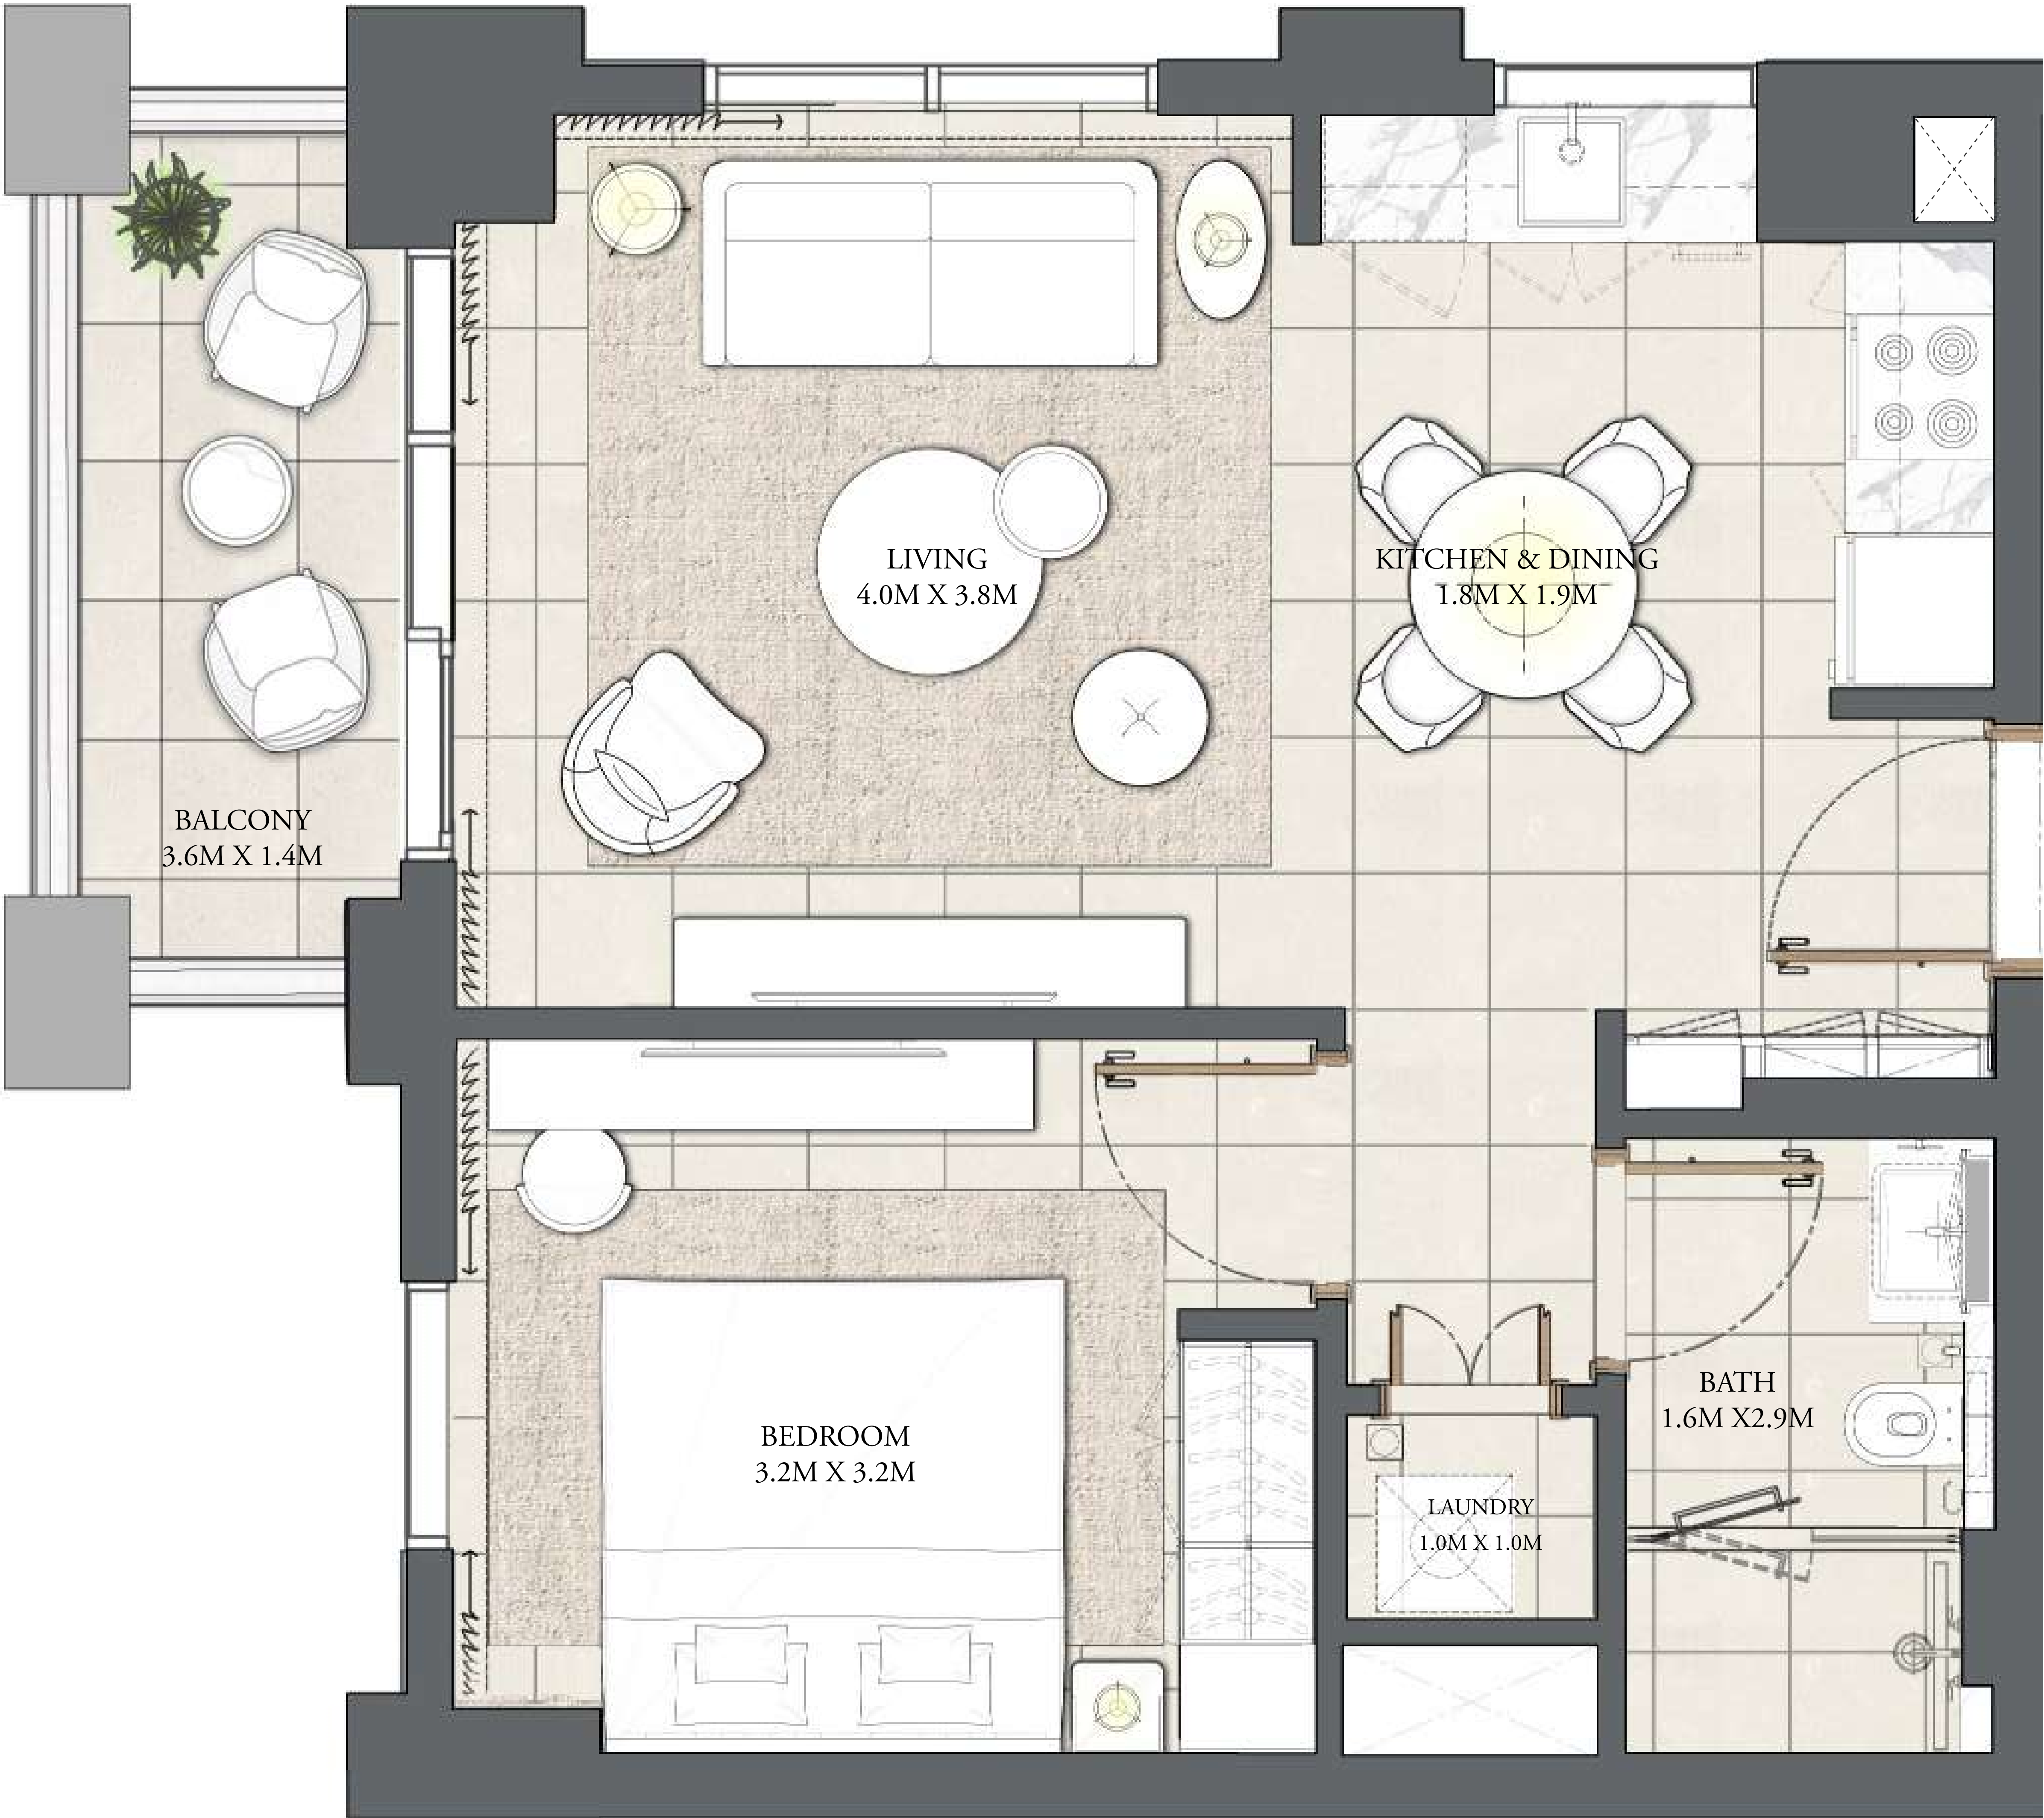 LIVING
4.0M X 3.8M
KITCHEN & DINING
1.8M X 1.9M
BALCONY
3.6M X 1.4M
BEDROOM
3.2M X 3.2M
BATH
1.6M X2.9M
LAUNDRY
1.0M X 1.0M